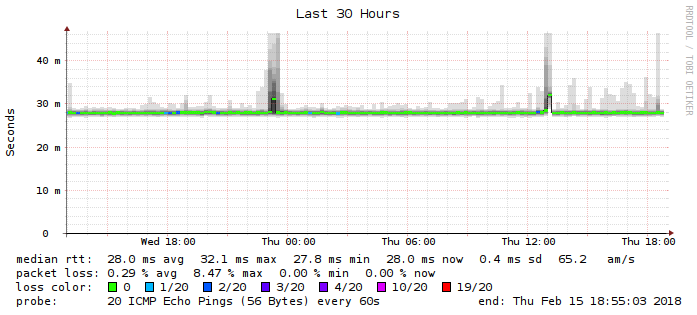 Last 30 Hours
RRDTOOL / TOBI OETIKER
Seconds
40 m
30 m
20 m
10 m
0
Wed 18:00 Thu 00:00 Thu 06:00 Thu 12:00 Thu 18:00
median rtt: 28.0 ms avg 32.1 ms max 27.8 ms min 28.0 ms now 0.4 ms sd 65.2 am/s
packet loss: 0.29 % avg 8.47 % max 0.00 % min 0.00 % now
loss color: 0 1/20 2/20 3/20 4/20 10/20 19/20
probe: 20 ICMP Echo Pings (56 Bytes) every 60s end: Thu Feb 15 18:55:03 2018